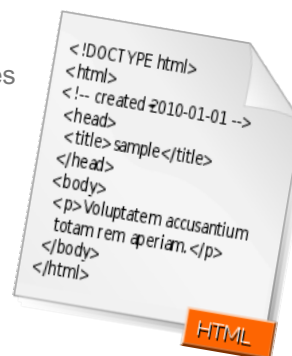 es
<!DOCTYPE html>
<html>
<!-- created 2010-01-01 -->
<head>
<title>sample</title>
</head>
<body>
<p>Voluptatem accusantium
totam rem aperiam.</p>
</body>
</html>
HTML